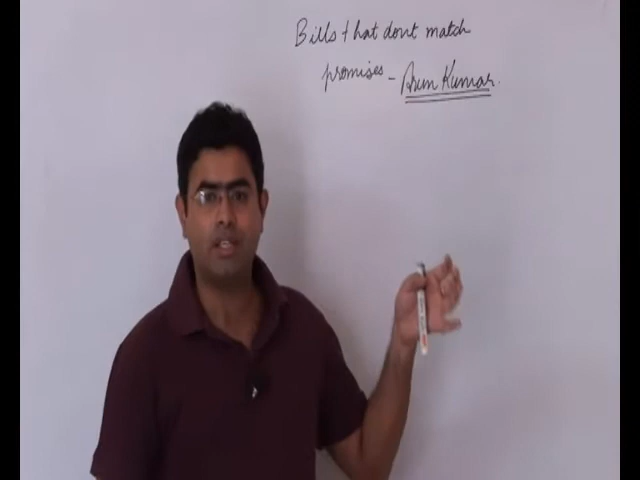 Bills that dont match
promises - Arun Kumar.